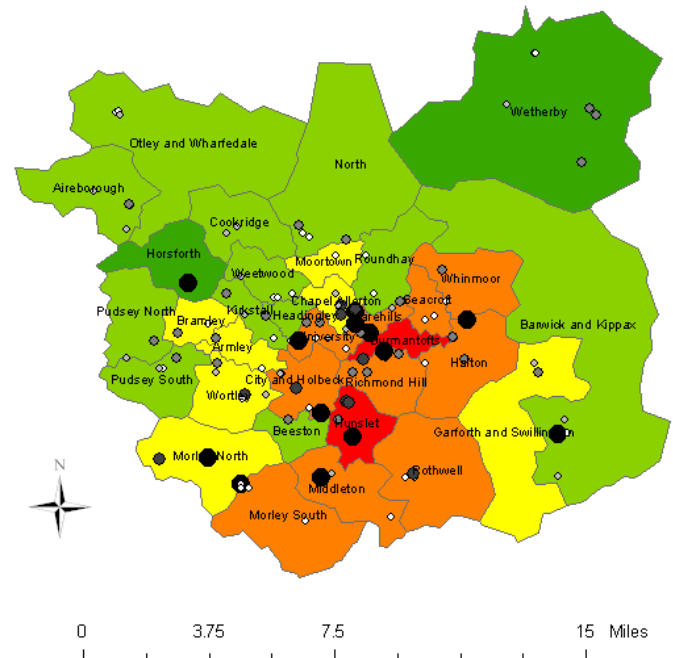 Wetherby
Otley and Wharfedale
North
Aireborough
Cookridge
Horsforth
Moortown
Roundhay
Weetwood
Whinmoor
Chapel Allerton
Seacroft
Pudsey North
Kirkstall
Headingley
Harehills
Bramley
Barwick and Kippax
University
Burmantofts
Armley
Halton
Pudsey South
City and Holbeck
Richmond Hill
Wortley
Hunslet
Beeston
Garforth and Swillington
Morley North
Rothwell
Middleton
Morley South
N
0 3.75 7.5 15 Miles